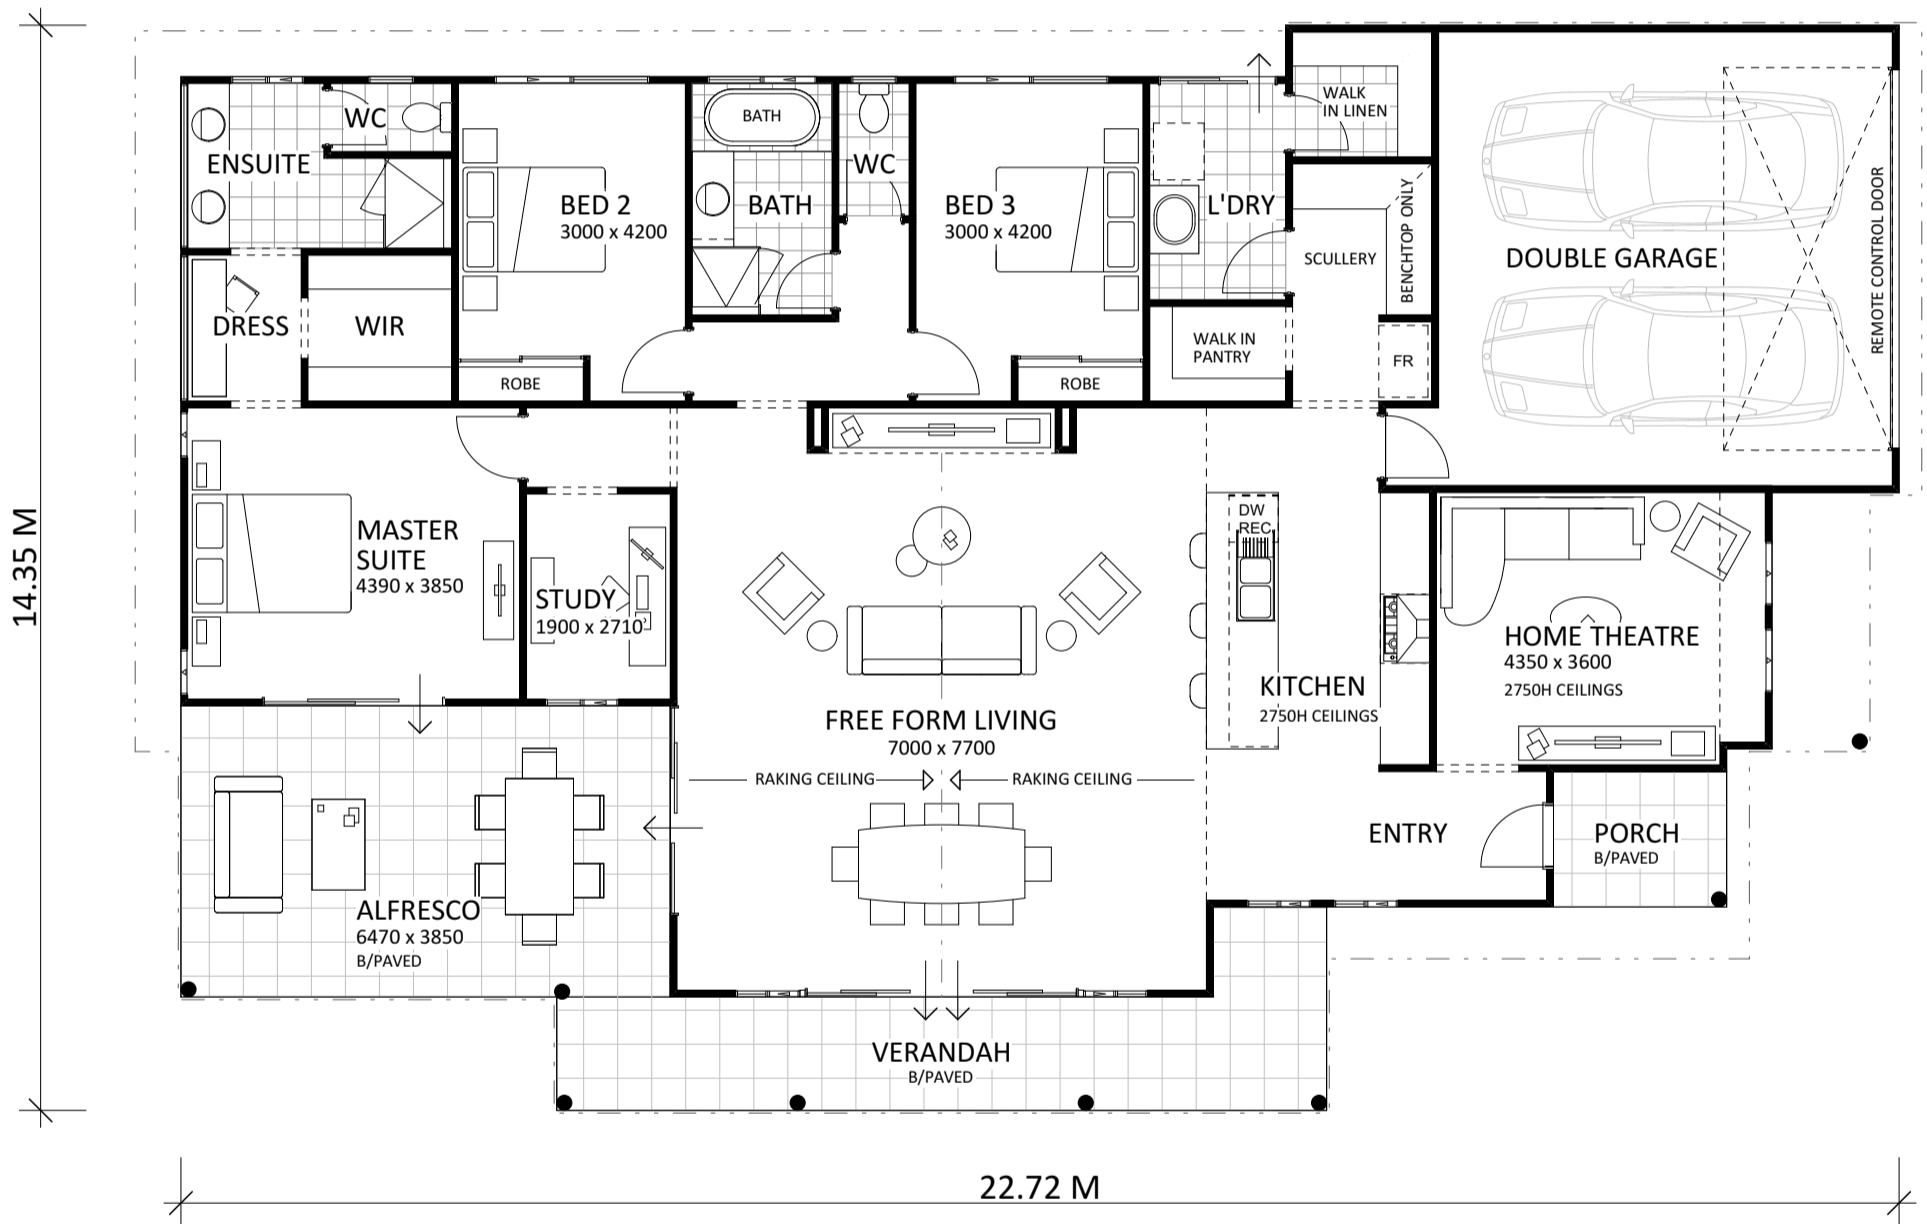 WC
ENSUITE
DRESS
WIR
BED 2
3000 x 4200
ROBE
BATH
BATH
WC
BED 3
3000 x 4200
ROBE
L'DRY
WALK
IN LINEN
SCULLERY
BENCHTOP ONLY
WALK IN
PANTRY
FR
DOUBLE GARAGE
REMOTE CONTROL DOOR
MASTER
SUITE
4390 x 3850
STUDY
1900 x 2710
DW
REC
KITCHEN
2750H CEILINGS
HOME THEATRE
4350 x 3600
2750H CEILINGS
FREE FORM LIVING
7000 x 7700
RAKING CEILING
RAKING CEILING
ENTRY
PORCH
B/PAVED
ALFRESCO
6470 x 3850
B/PAVED
VERANDAH
B/PAVED
14.35 M
22.72 M